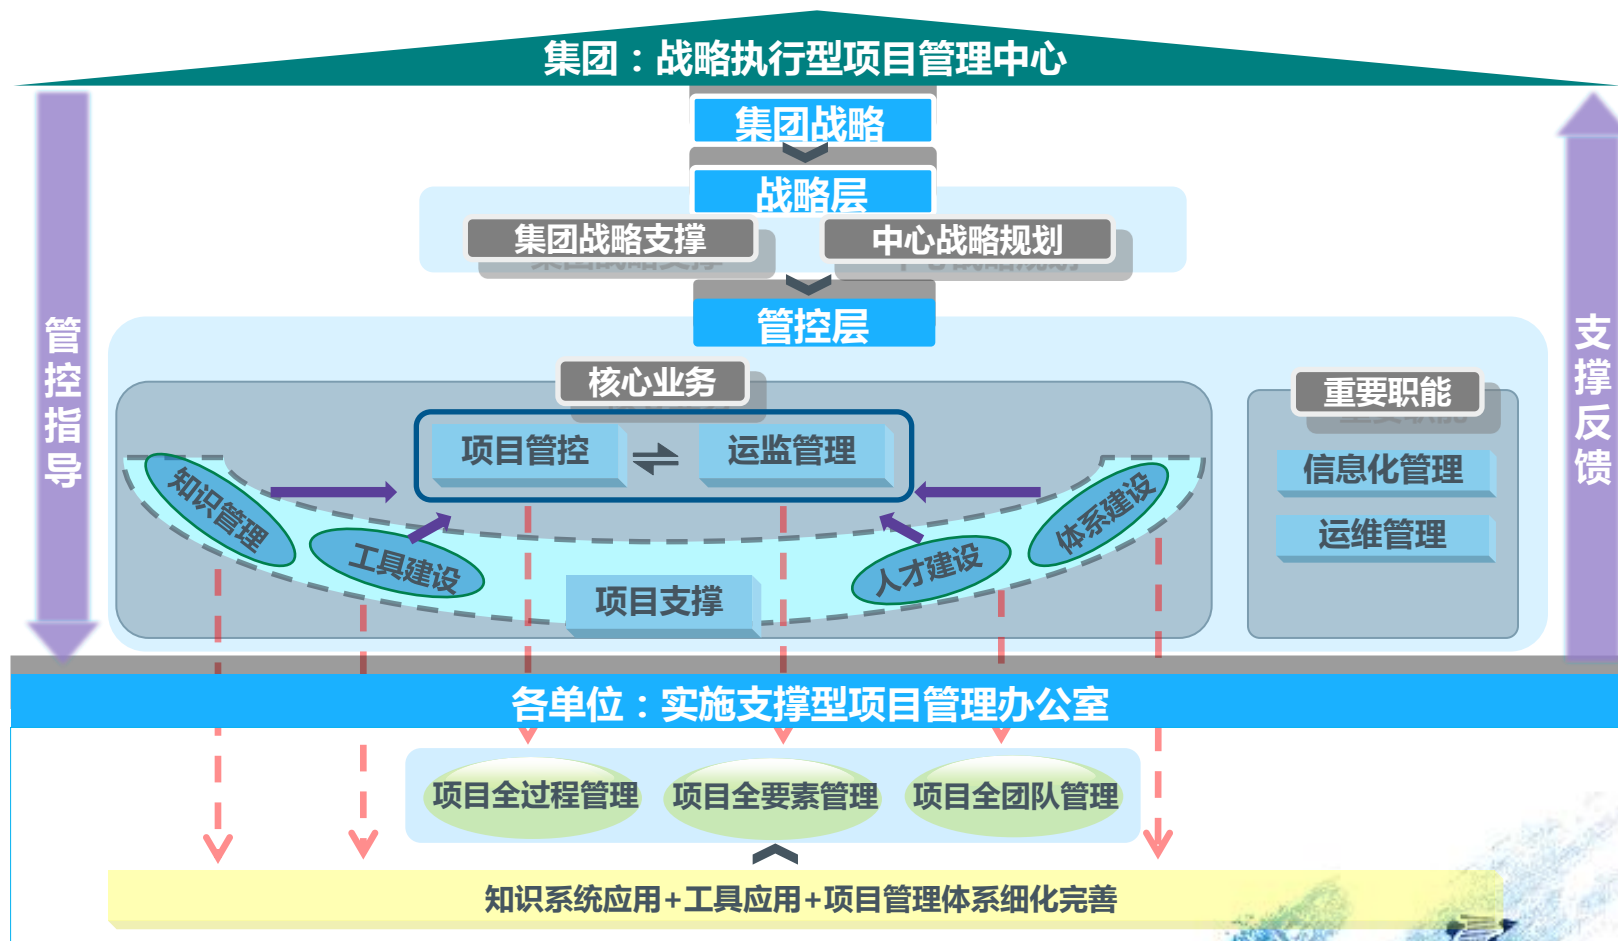 集团：战略执行型项目管理中心
集团战略
战略层
集团战略支撑
中心战略规划
管控层
管控指导
支撑反馈
核心业务
重要职能
项目管控
运监管理
信息化管理
运维管理
知识管理
工具建设
项目支撑
人才建设
体系建设
各单位：实施支撑型项目管理办公室
项目全过程管理
项目全要素管理
项目全团队管理
知识系统应用+工具应用+项目管理体系细化完善